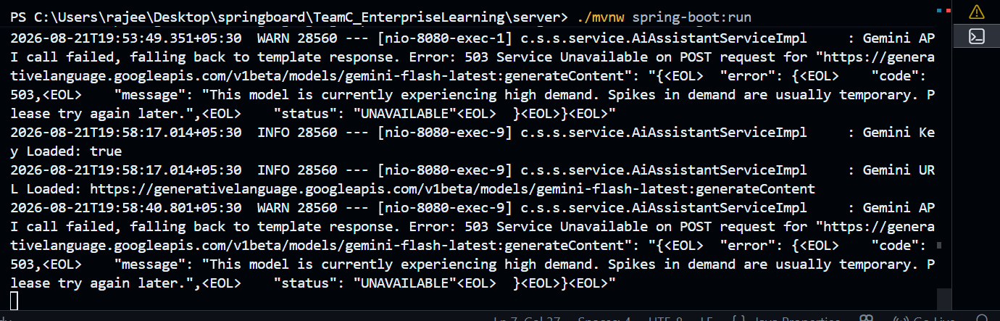 PS C:\Users\rajee\Desktop\springboard\TeamC_EnterpriseLearning\server> ./mvnw spring-boot:run
2026-08-21T19:53:49.351+05:30  WARN 28560 --- [nio-8080-exec-1] c.s.s.service.AiAssistantServiceImpl     : Gemini AP
I call failed, falling back to template response. Error: 503 Service Unavailable on POST request for "https://genera
tivelanguage.googleapis.com/v1beta/models/gemini-flash-latest:generateContent": "{<EOL>  "error": {<EOL>    "code":
503,<EOL>    "message": "This model is currently experiencing high demand. Spikes in demand are usually temporary. P
lease try again later.",<EOL>    "status": "UNAVAILABLE"<EOL>  }<EOL>}<EOL>"
2026-08-21T19:58:17.014+05:30  INFO 28560 --- [nio-8080-exec-9] c.s.s.service.AiAssistantServiceImpl     : Gemini Ke
y Loaded: true
2026-08-21T19:58:17.014+05:30  INFO 28560 --- [nio-8080-exec-9] c.s.s.service.AiAssistantServiceImpl     : Gemini UR
L Loaded: https://generativelanguage.googleapis.com/v1beta/models/gemini-flash-latest:generateContent
2026-08-21T19:58:40.801+05:30  WARN 28560 --- [nio-8080-exec-9] c.s.s.service.AiAssistantServiceImpl     : Gemini AP
I call failed, falling back to template response. Error: 503 Service Unavailable on POST request for "https://genera
tivelanguage.googleapis.com/v1beta/models/gemini-flash-latest:generateContent": "{<EOL>  "error": {<EOL>    "code":
503,<EOL>    "message": "This model is currently experiencing high demand. Spikes in demand are usually temporary. P
lease try again later.",<EOL>    "status": "UNAVAILABLE"<EOL>  }<EOL>}<EOL>"